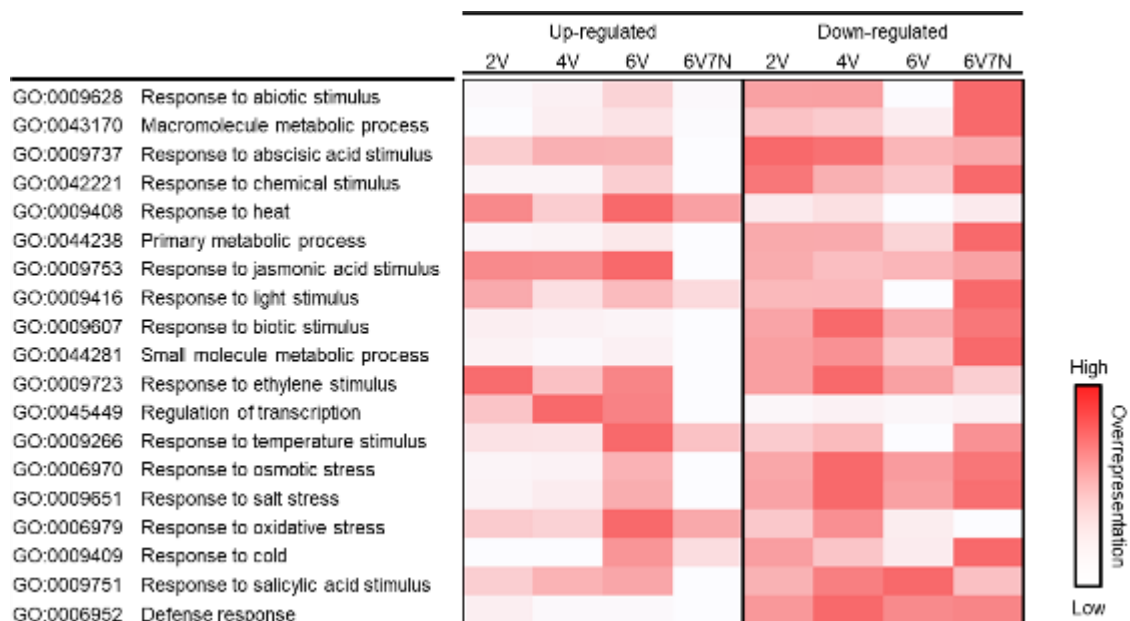 Up-regulated Down-regulated
2V 4V 6V 6V7N 2V 4V 6V 6V7N
GO:0009628 Response to abiotic stimulus
GO:0043170 Macromolecule metabolic process
GO:0009737 Response to abscisic acid stimulus
GO:0042221 Response to chemical stimulus
GO:0009408 Response to heat
GO:0044238 Primary metabolic process
GO:0009753 Response to jasmonic acid stimulus
GO:0009416 Response to light stimulus
GO:0009607 Response to biotic stimulus
GO:0044281 Small molecule metabolic process
GO:0009723 Response to ethylene stimulus
GO:0045449 Regulation of transcription
GO:0009266 Response to temperature stimulus
GO:0006970 Response to osmotic stress
GO:0009651 Response to salt stress
GO:0006979 Response to oxidative stress
GO:0009409 Response to cold
GO:0009751 Response to salicylic acid stimulus
GO:0006952 Defense response
High
Overrepresentation
Low